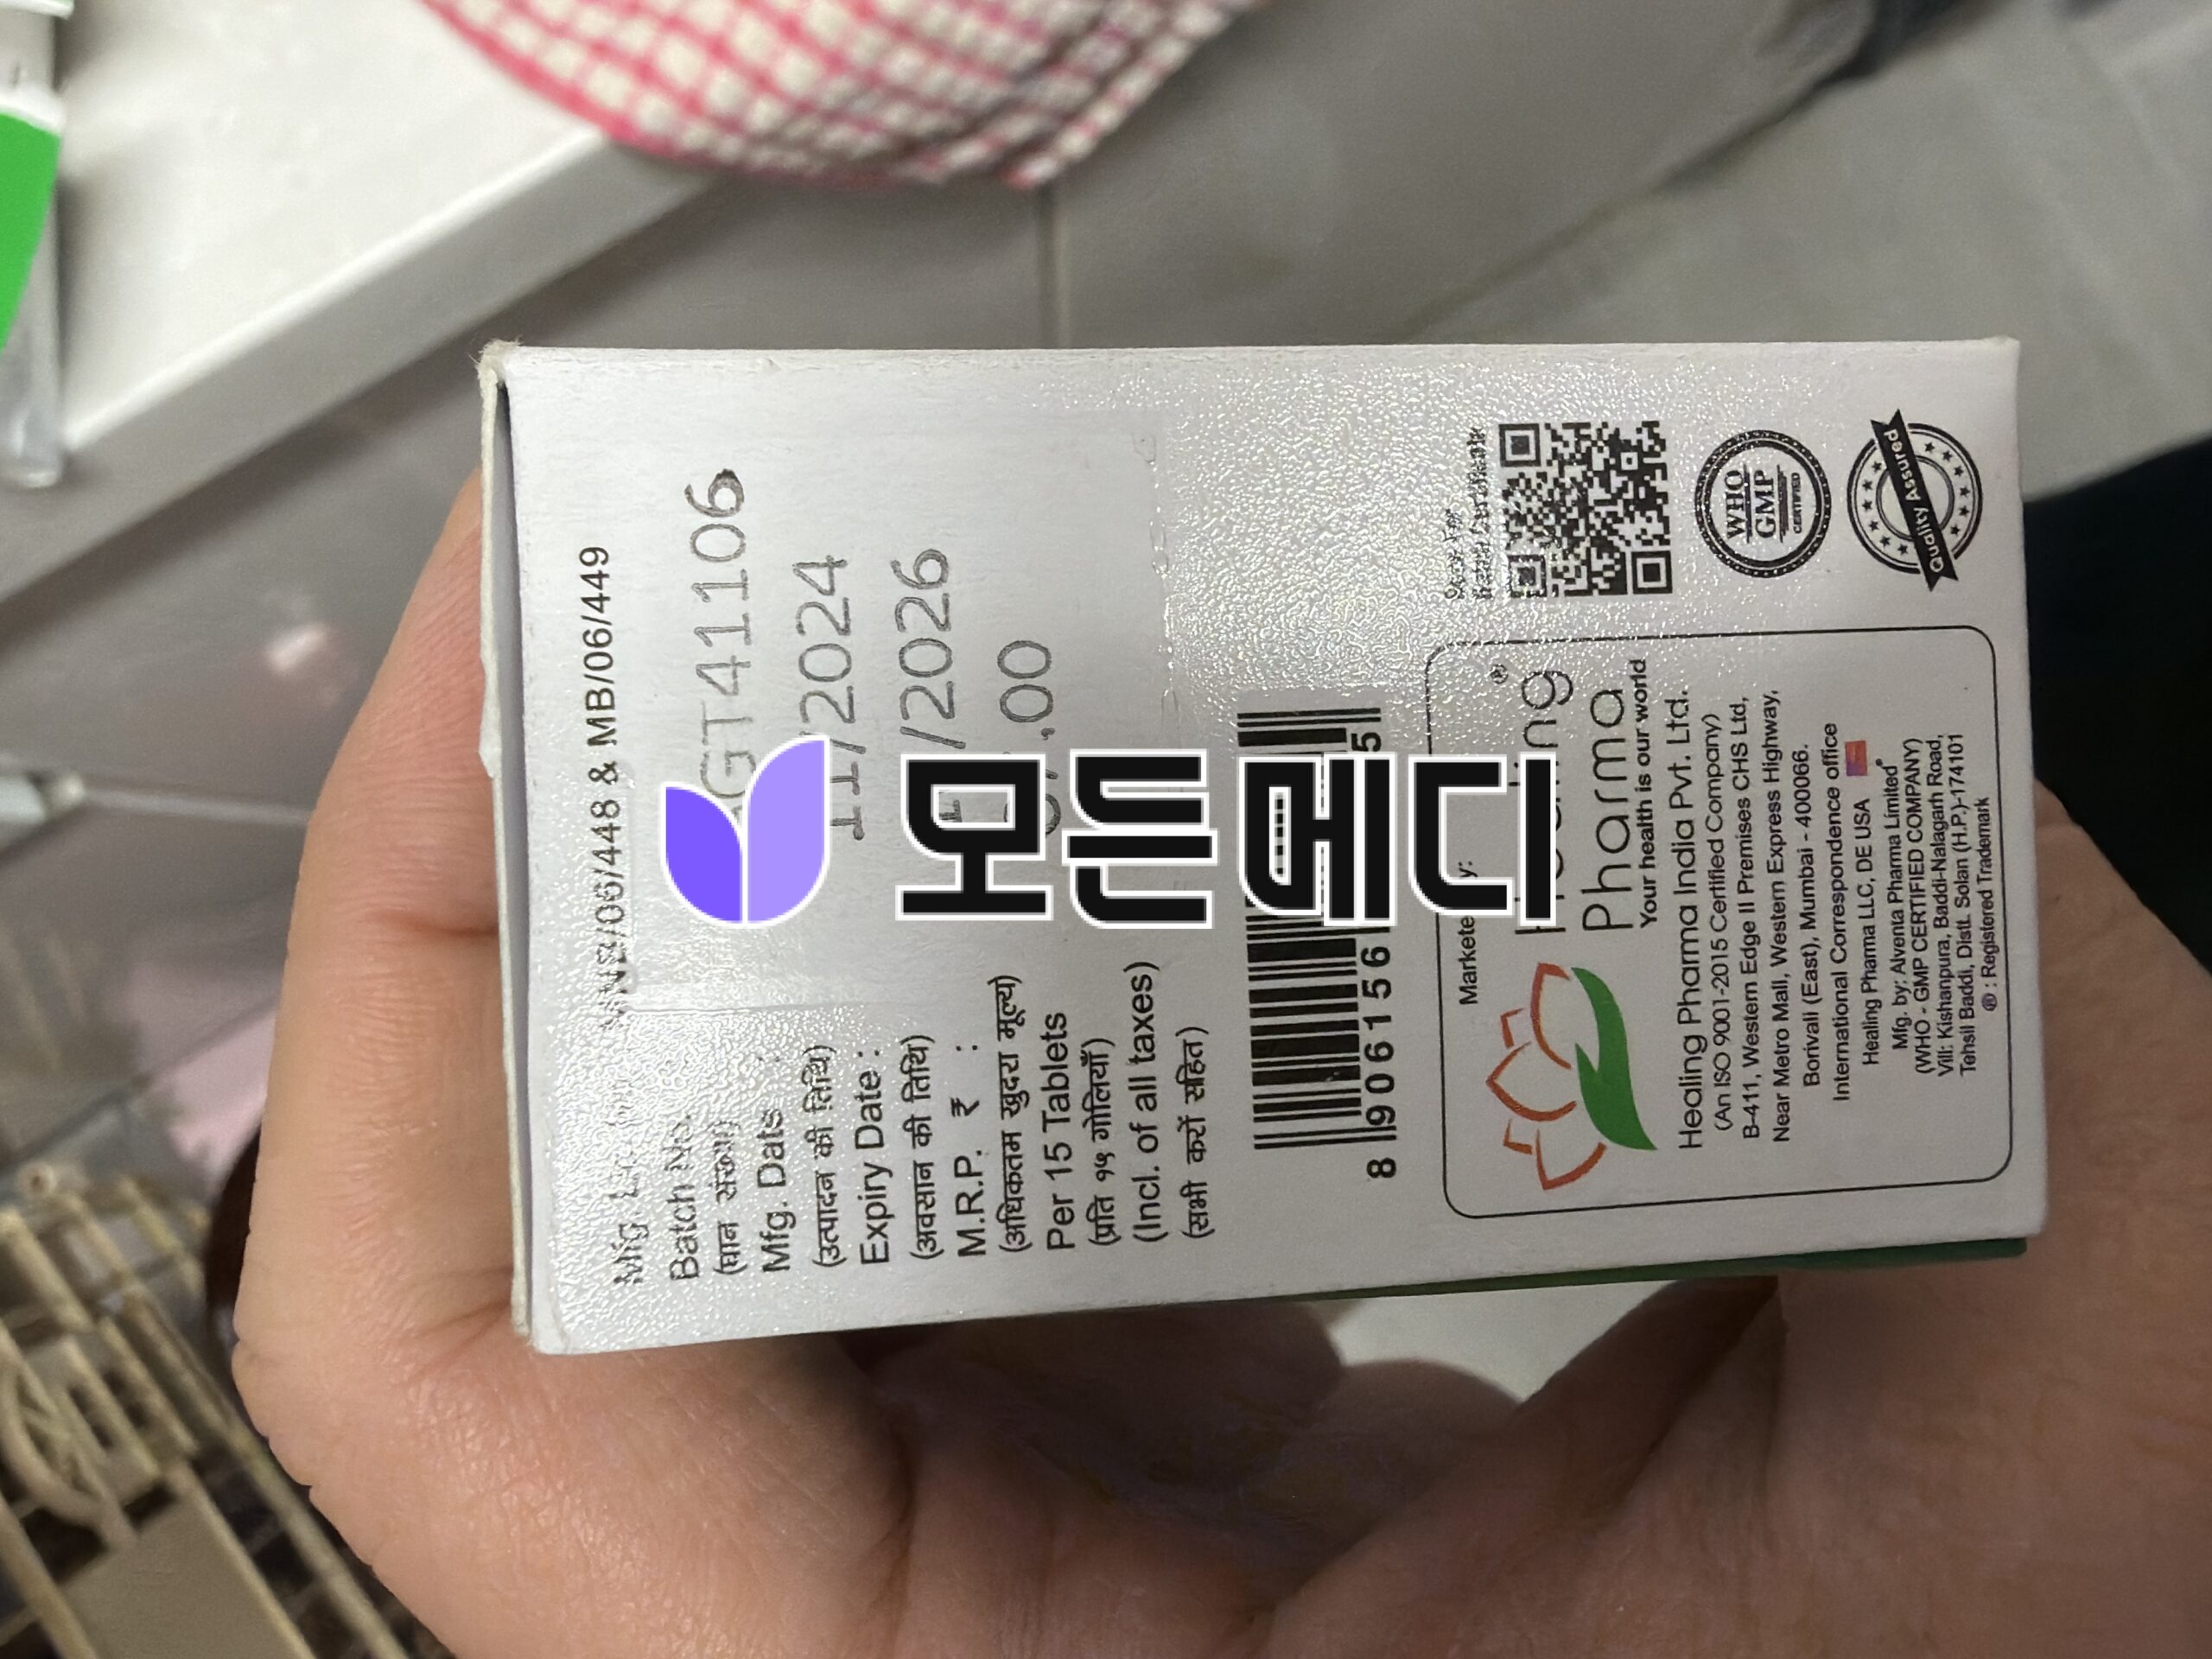 Mfg. Lic. No. MNB/06/448 & MB/06/449
Batch No. GT41106
(घान संख्या)
Mfg. Date : 11/2024
(उत्पादन की तिथि)
Expiry Date : /2026
(अवसान की तिथि)
M.R.P. ₹ : .00
(अधिकतम खुदरा मूल्य)
Per 15 Tablets
(प्रति १५ गोलियाँ)
(Incl. of all taxes)
(सभी करों सहित)
모든메디
8 906156 5
WHO
GMP
CERTIFIED
Quality Assured
Healing
Pharma
®
Your health is our world
Healing Pharma India Pvt. Ltd.
(An ISO 9001-2015 Certified Company)
B-411, Western Edge II Premises CHS Ltd,
Near Metro Mall, Western Express Highway,
Borivali (East), Mumbai - 400066.
International Correspondence office
Healing Pharma LLC, DE USA
Mfg. by: Alventa Pharma Limited
(WHO - GMP CERTIFIED COMPANY)
Vill: Kishanpura, Baddi-Nalagarh Road,
Tehsil Baddi, Distt. Solan (H.P.)-174101
® : Registered Trademark